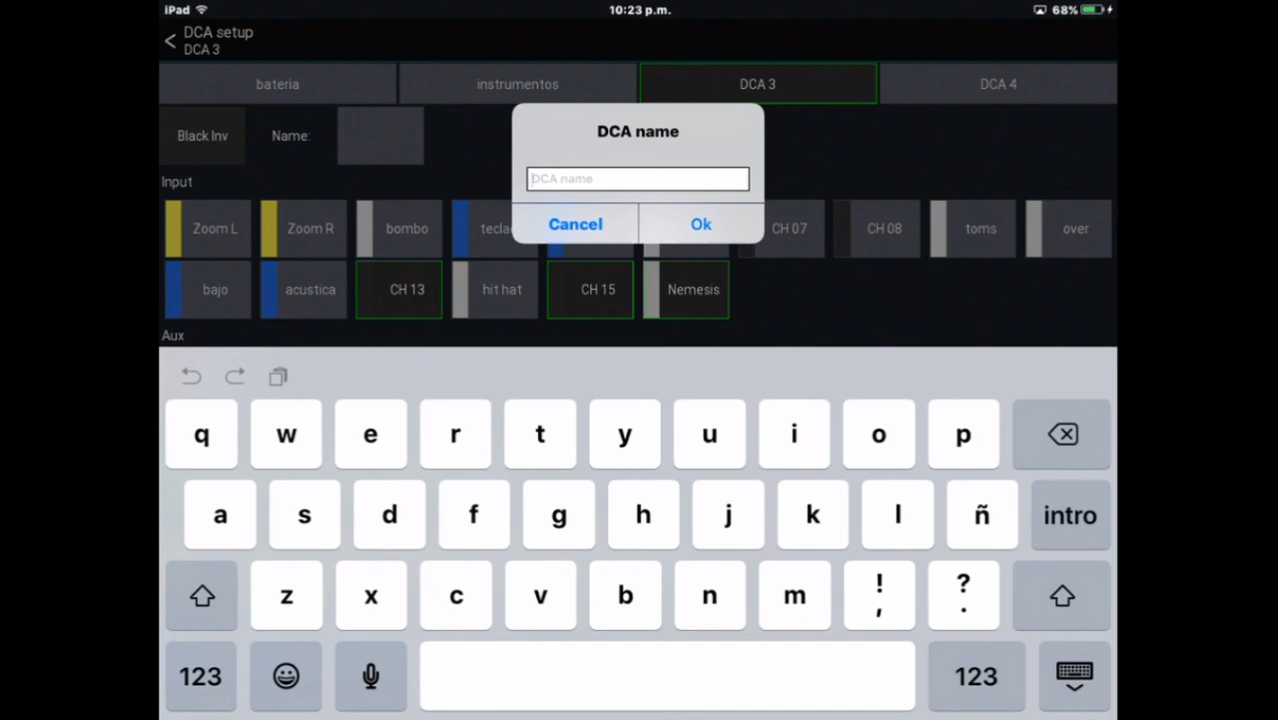 iPad 10:23 p.m. 68%
DCA setup
DCA 3
bateria instrumentos DCA 3 DCA 4
Black Inv Name:
DCA name
DCA name
Cancel Ok
Input
Zoom L Zoom R bombo tecla CH 07 CH 08 toms over
bajo acustica CH 13 hit hat CH 15 Nemesis
Aux
q w e r t y u i o p
a s d f g h j k l ñ intro
z x c v b n m ! , ? .
123 123